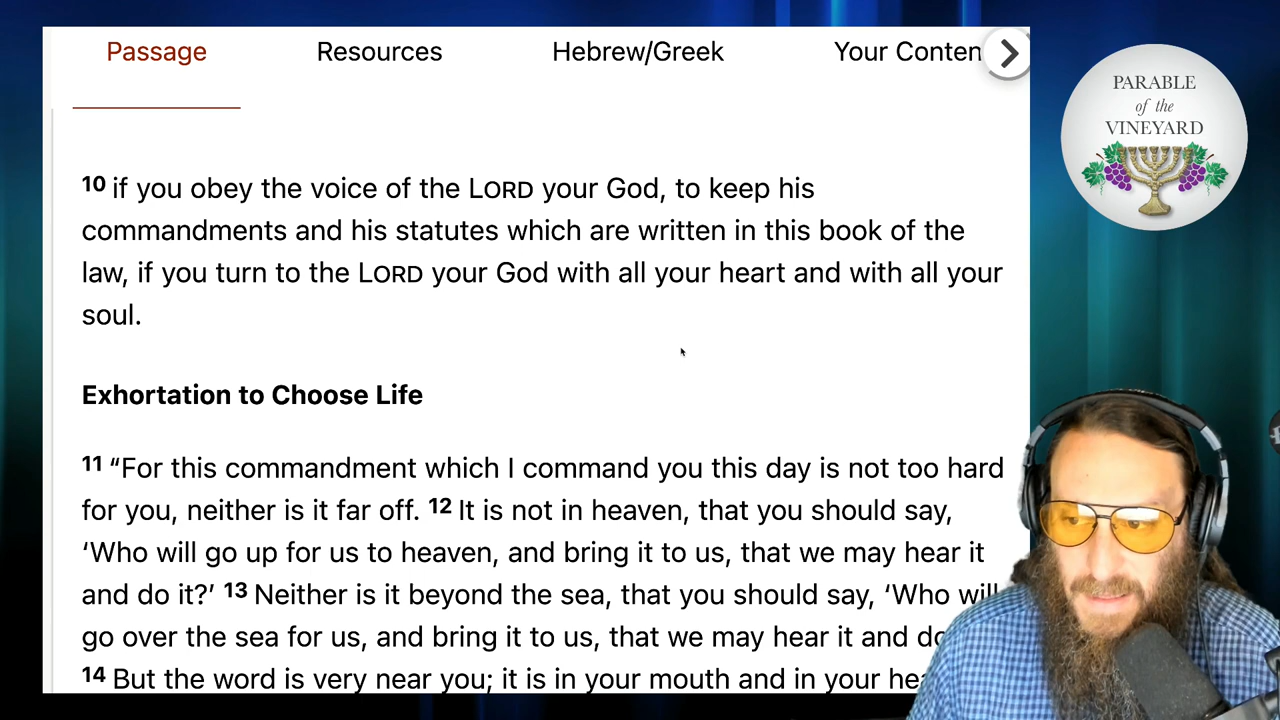 Passage
Resources
Hebrew/Greek
Your Conten
PARABLE
of the
VINEYARD
10 if you obey the voice of the LORD your God, to keep his
commandments and his statutes which are written in this book of the
law, if you turn to the LORD your God with all your heart and with all your
soul.
Exhortation to Choose Life
11 “For this commandment which I command you this day is not too hard
for you, neither is it far off. 12 It is not in heaven, that you should say,
‘Who will go up for us to heaven, and bring it to us, that we may hear it
and do it?’ 13 Neither is it beyond the sea, that you should say, ‘Who will
go over the sea for us, and bring it to us, that we may hear it and do
14 But the word is very near you; it is in your mouth and in your hea